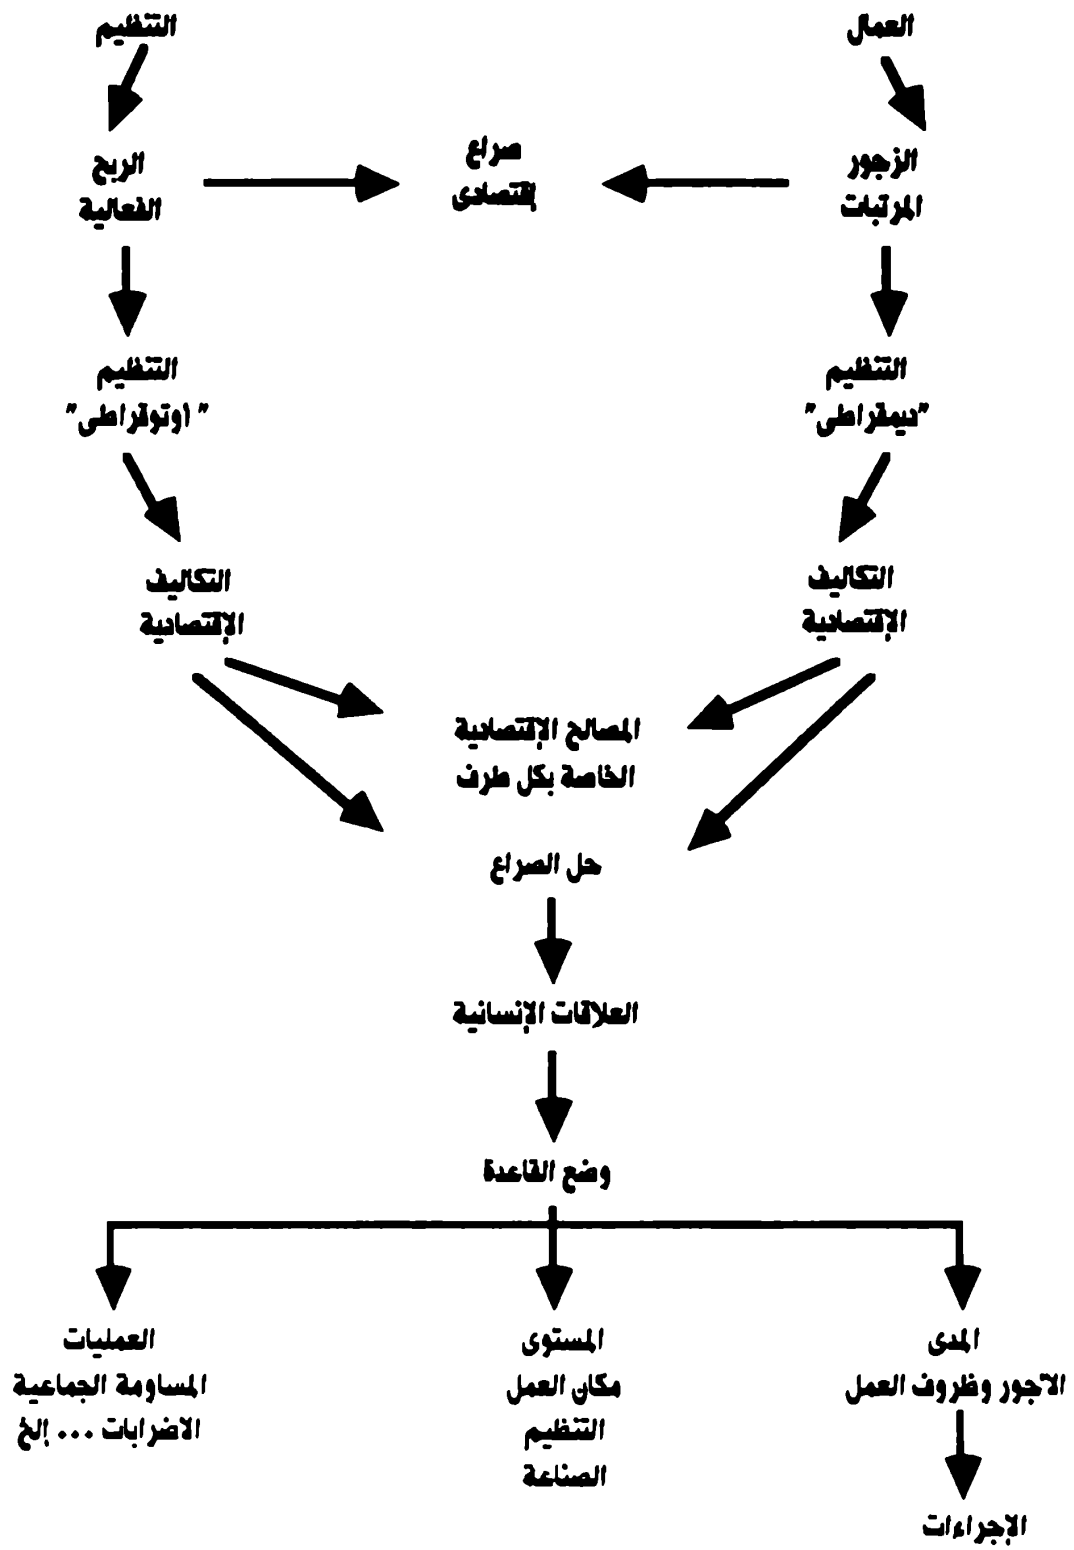 العمال
التنظيم
الزجور
المرتبات
صراع
إقتصادى
الربح
الفعالية
التنظيم
"ديمقراطى"
التنظيم
"أوتوقراطى"
التكاليف
الإقتصادية
التكاليف
الإقتصادية
المصالح الإقتصادية
الخاصة بكل طرف
حل الصراع
العلاقات الإنسانية
وضع القاعدة
المدى
الأجور وظروف العمل
الإجراءات
المستوى
مكان العمل
التنظيم
الصناعة
العمليات
المساومة الجماعية
الاضرابات ... إلخ